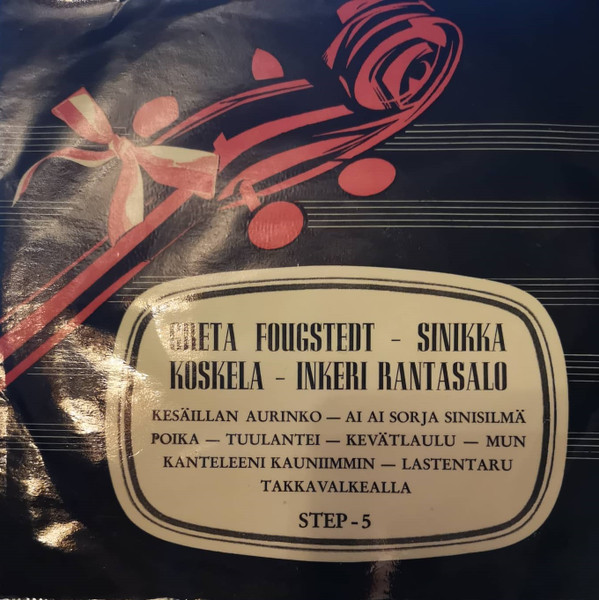 GRETA FOUGSTEDT - SINIKKA
KOSKELA - INKERI RANTASALO
KESÄILLAN AURINKO — AI AI SORJA SINISILMÄ
POIKA — TUULANTEI — KEVÄTLAULU — MUN
KANTELEENI KAUNIIMMIN — LASTENTARU
TAKKAVALKEALLA
STEP-5